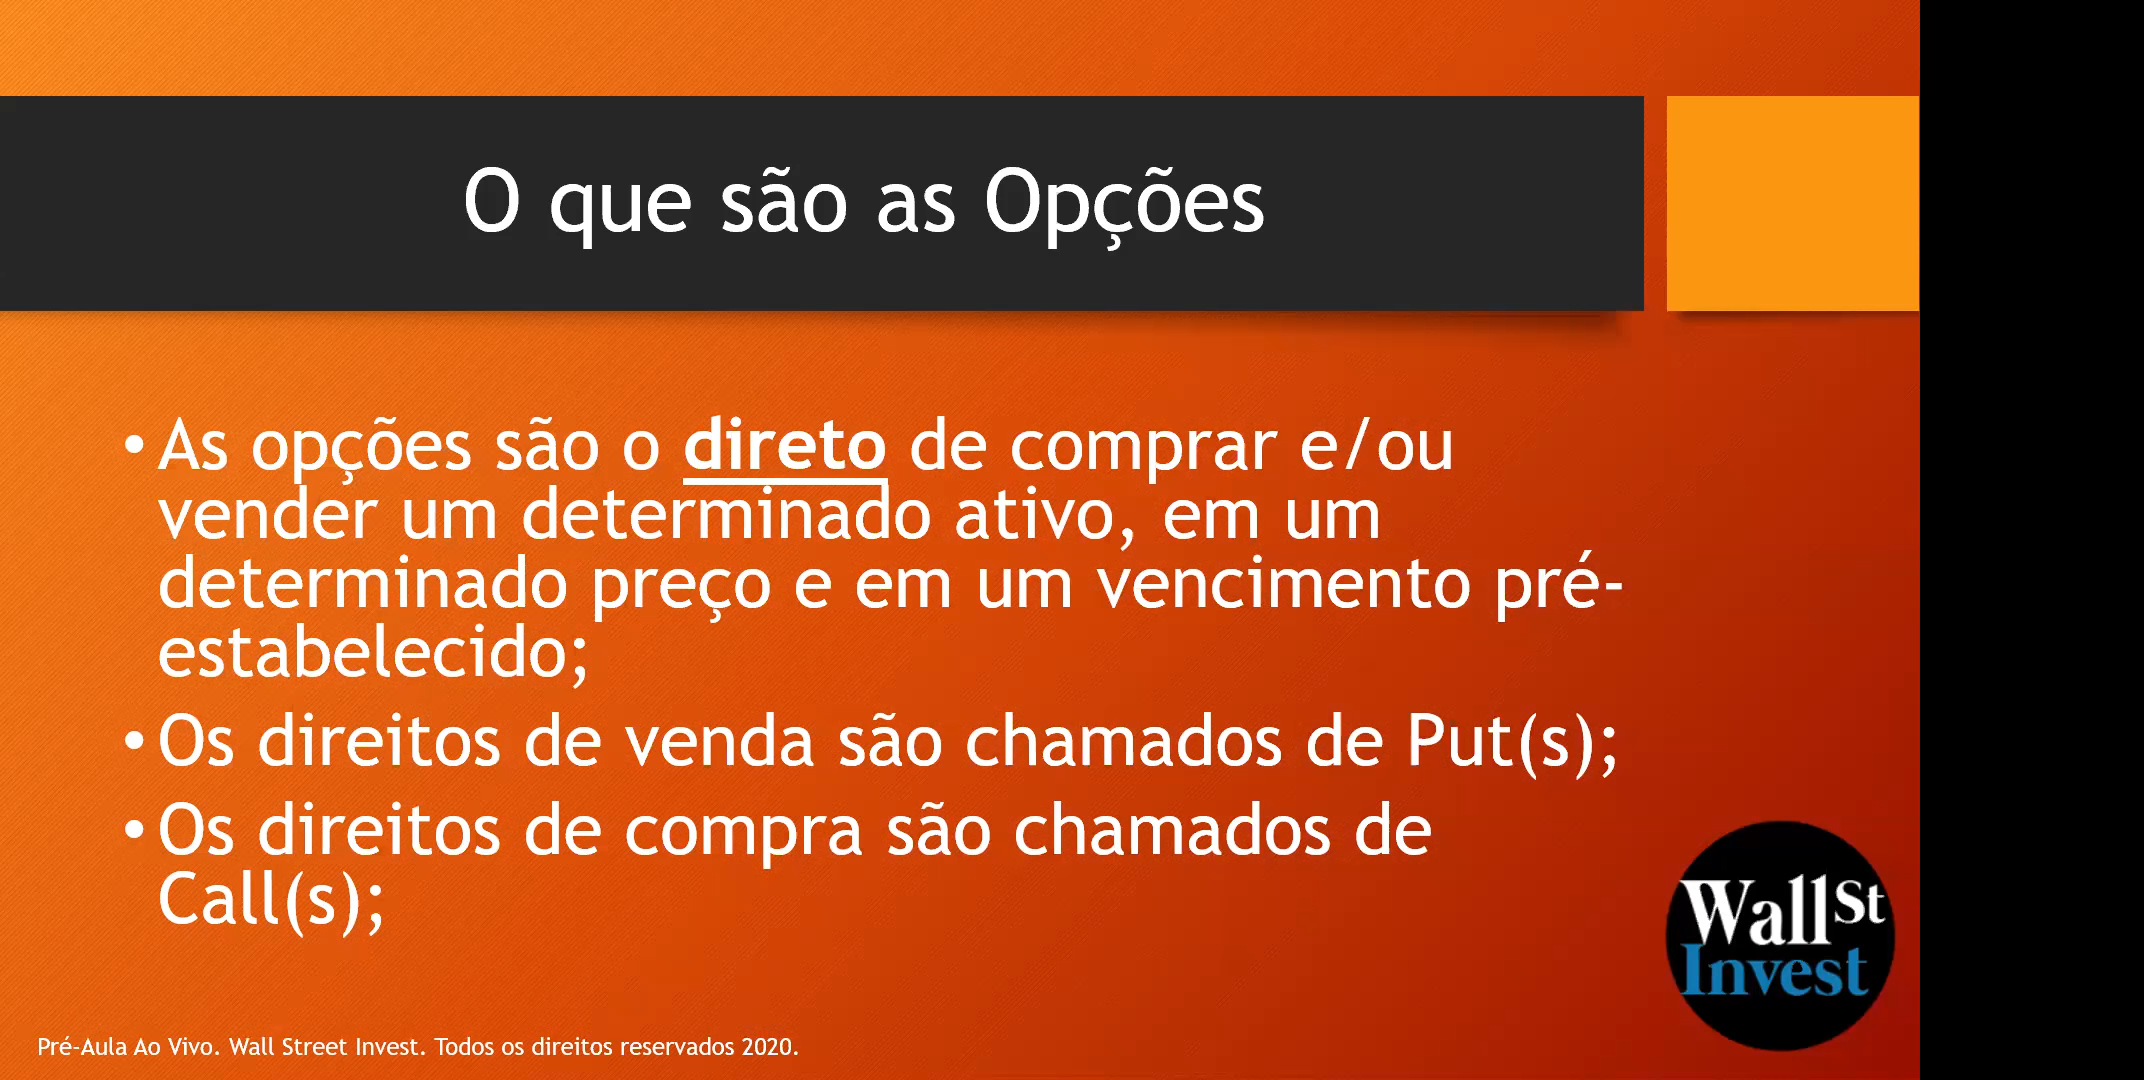 O que são as Opções
• As opções são o direto de comprar e/ou
vender um determinado ativo, em um
determinado preço e em um vencimento pré-
estabelecido;
• Os direitos de venda são chamados de Put(s);
• Os direitos de compra são chamados de
Call(s);
Wall St
Invest
Pré-Aula Ao Vivo. Wall Street Invest. Todos os direitos reservados 2020.